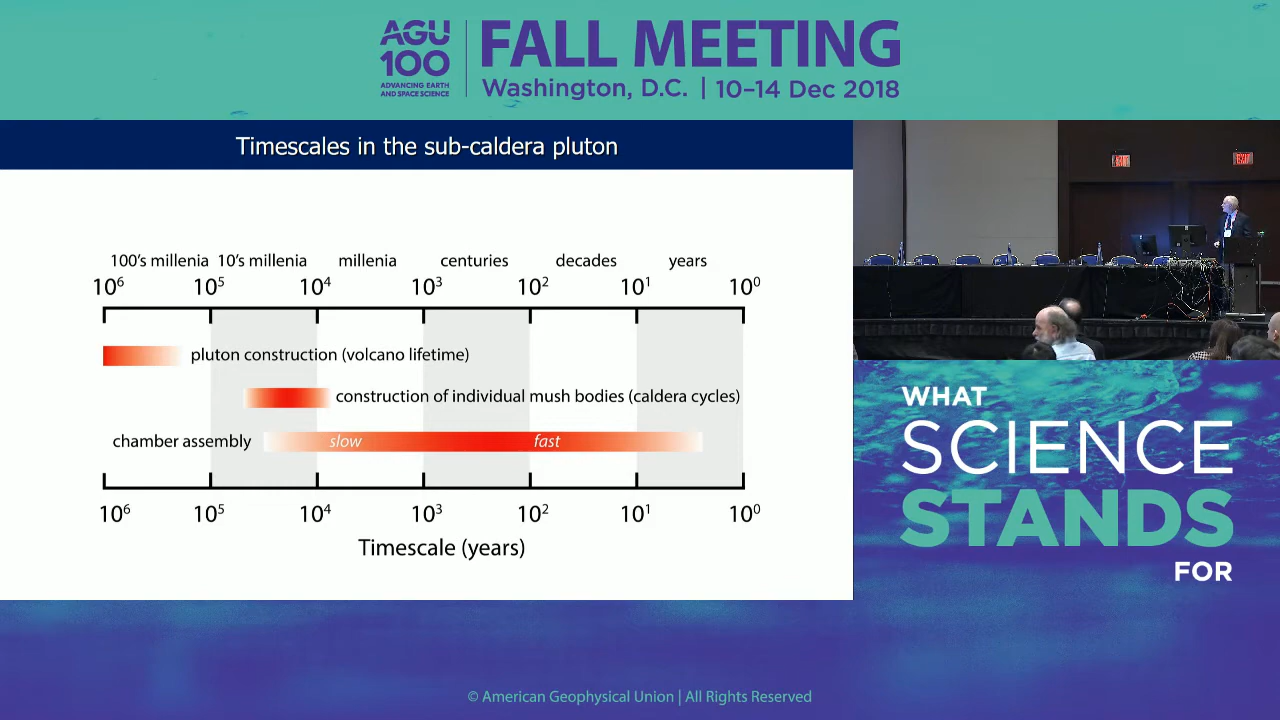 AGU
100
ADVANCING EARTH
AND SPACE SCIENCE
FALL MEETING
Washington, D.C. | 10–14 Dec 2018
Timescales in the sub-caldera pluton
100's millenia 10's millenia millenia centuries decades years
10⁶ 10⁵ 10⁴ 10³ 10² 10¹ 10⁰
pluton construction (volcano lifetime)
construction of individual mush bodies (caldera cycles)
chamber assembly slow fast
10⁶ 10⁵ 10⁴ 10³ 10² 10¹ 10⁰
Timescale (years)
EXIT
EXIT
WHAT
SCIENCE
STANDS
FOR
© American Geophysical Union | All Rights Reserved